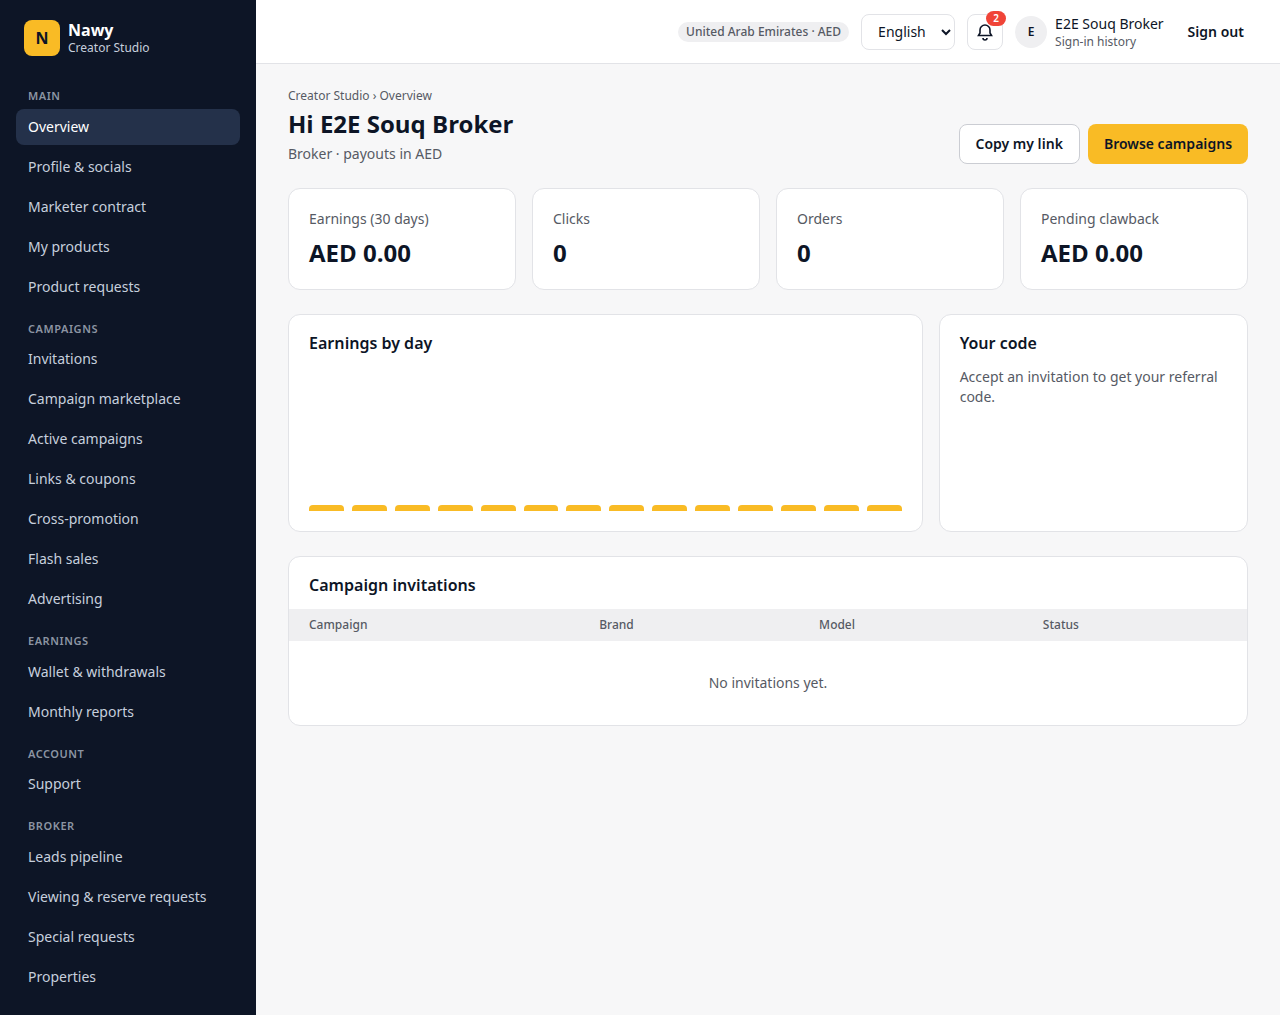 N
Nawy
Creator Studio
MAIN
Overview
Profile & socials
Marketer contract
My products
Product requests
CAMPAIGNS
Invitations
Campaign marketplace
Active campaigns
Links & coupons
Cross-promotion
Flash sales
Advertising
EARNINGS
Wallet & withdrawals
Monthly reports
ACCOUNT
Support
BROKER
Leads pipeline
Viewing & reserve requests
Special requests
Properties
United Arab Emirates · AED
English
2
E
E2E Souq Broker
Sign-in history
Sign out
Creator Studio › Overview
Hi E2E Souq Broker
Broker · payouts in AED
Copy my link
Browse campaigns
Earnings (30 days)
AED 0.00
Clicks
0
Orders
0
Pending clawback
AED 0.00
Earnings by day
Your code
Accept an invitation to get your referral
code.
Campaign invitations
Campaign Brand Model Status
No invitations yet.